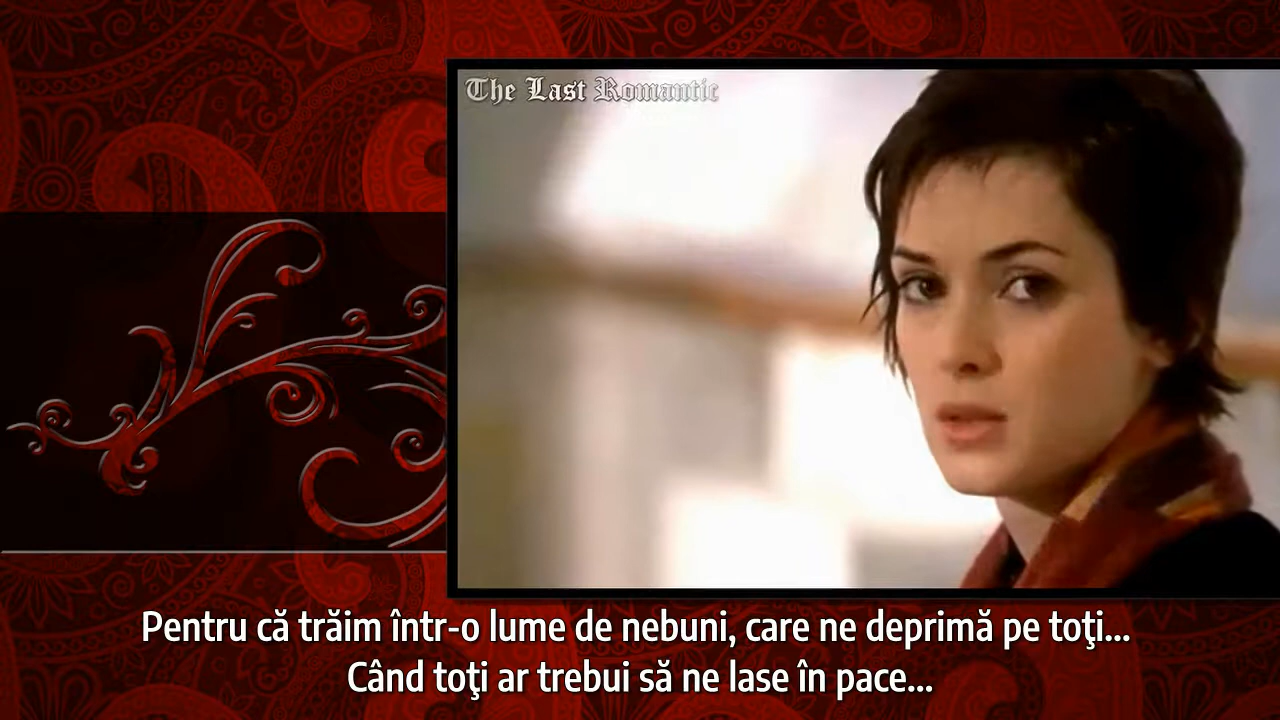 The Last Romantic
Pentru că trăim într-o lume de nebuni, care ne deprimă pe toţi...
Când toţi ar trebui să ne lase în pace...